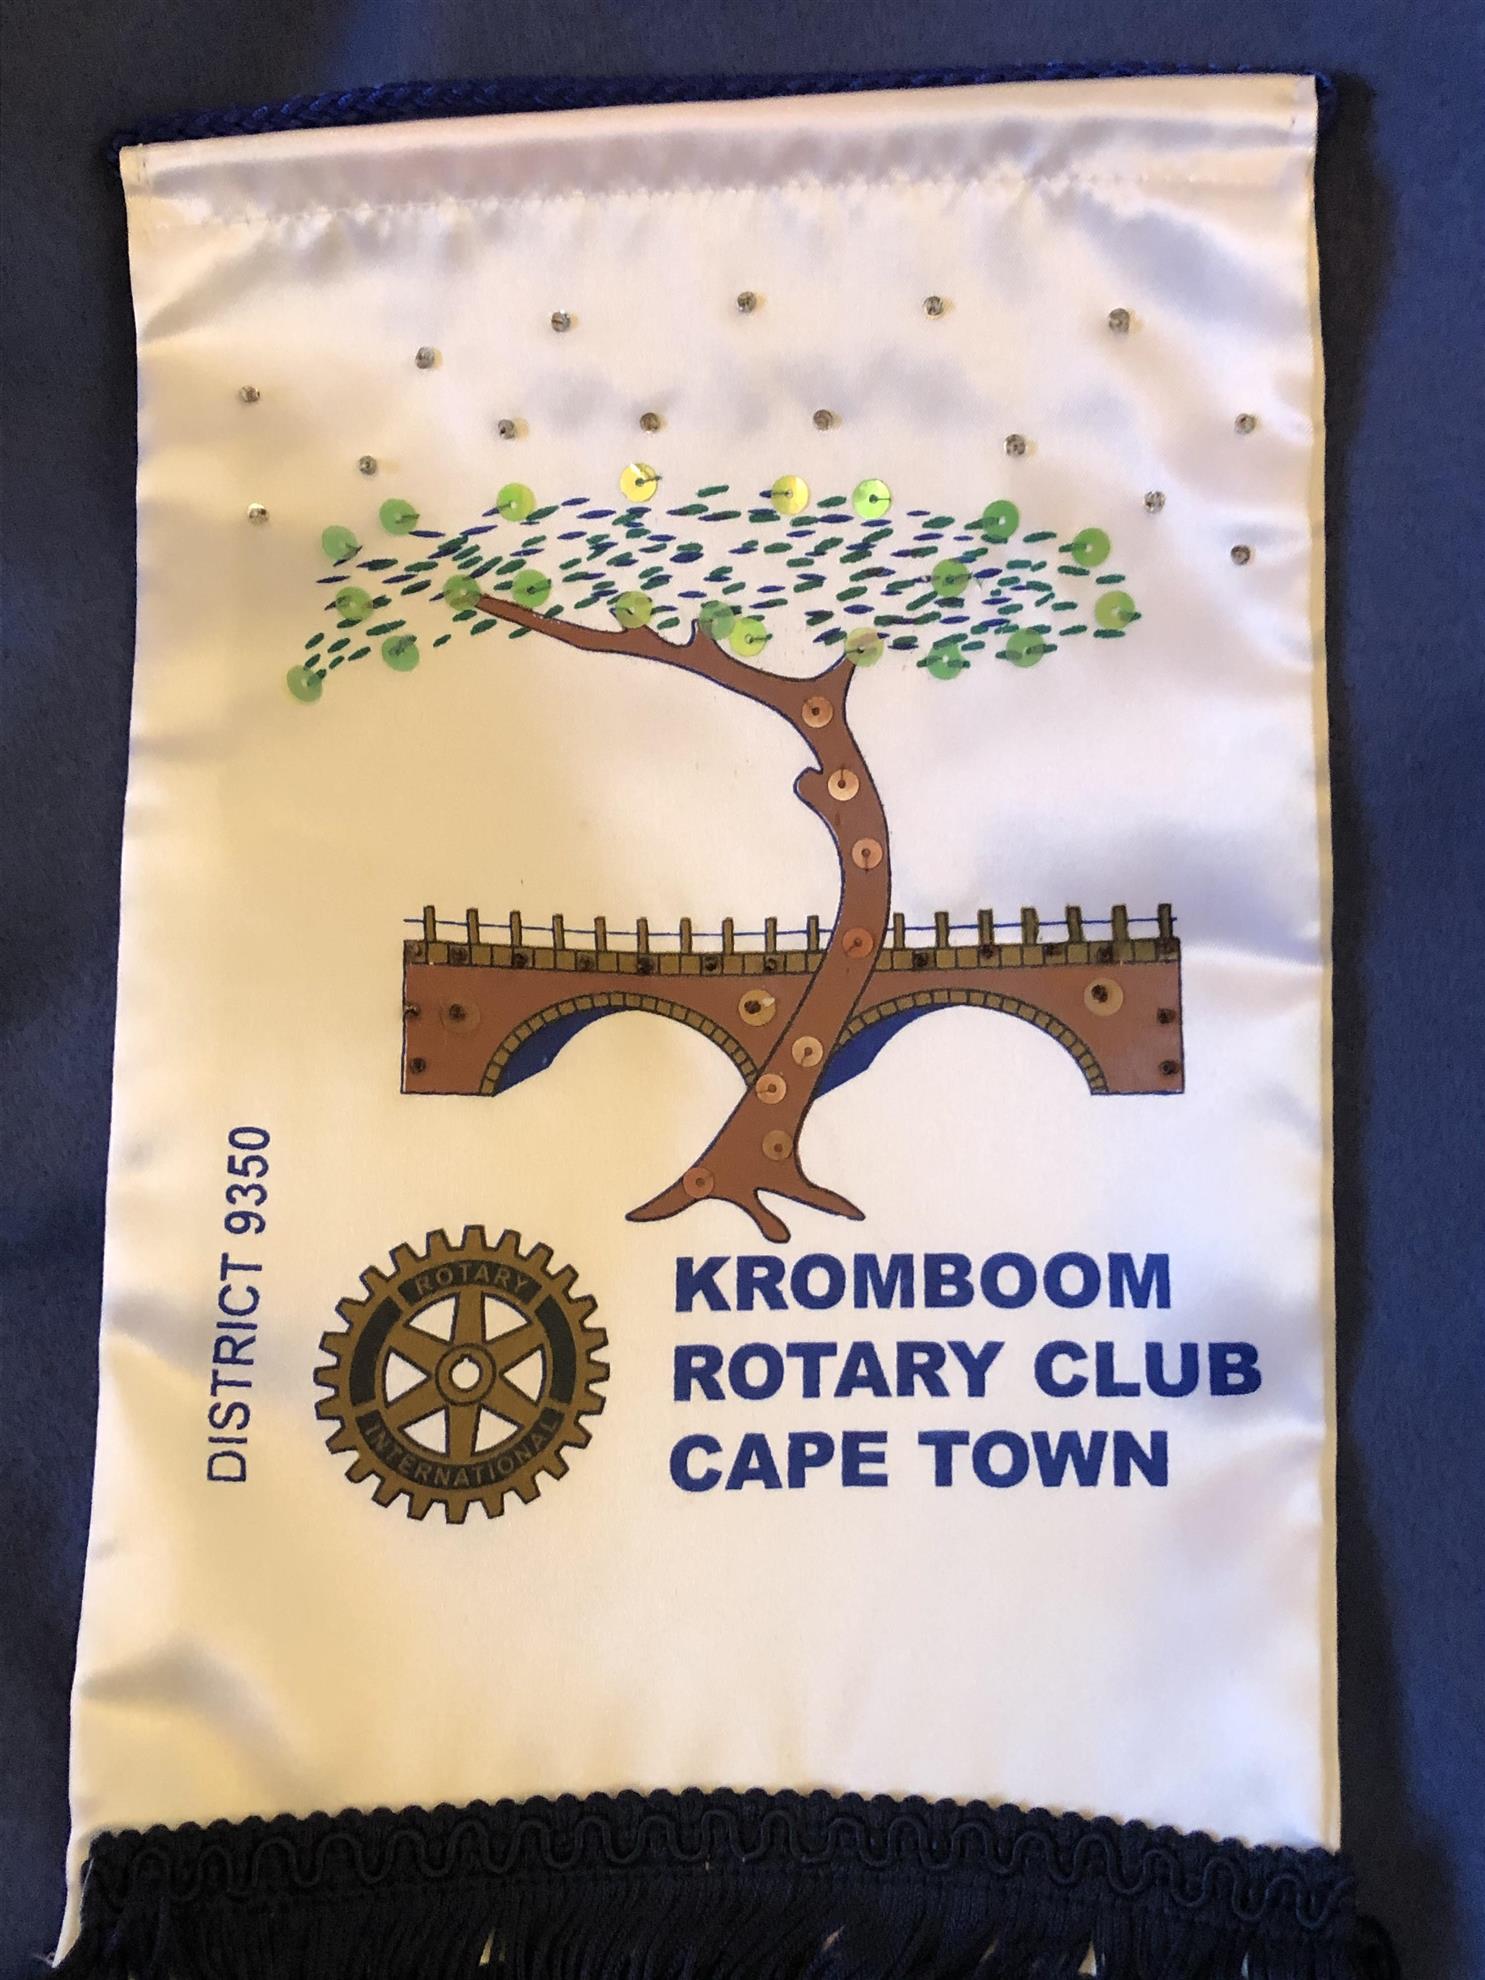 DISTRICT 9350
ROTARY
INTERNATIONAL
KROMBOOM
ROTARY CLUB
CAPE TOWN